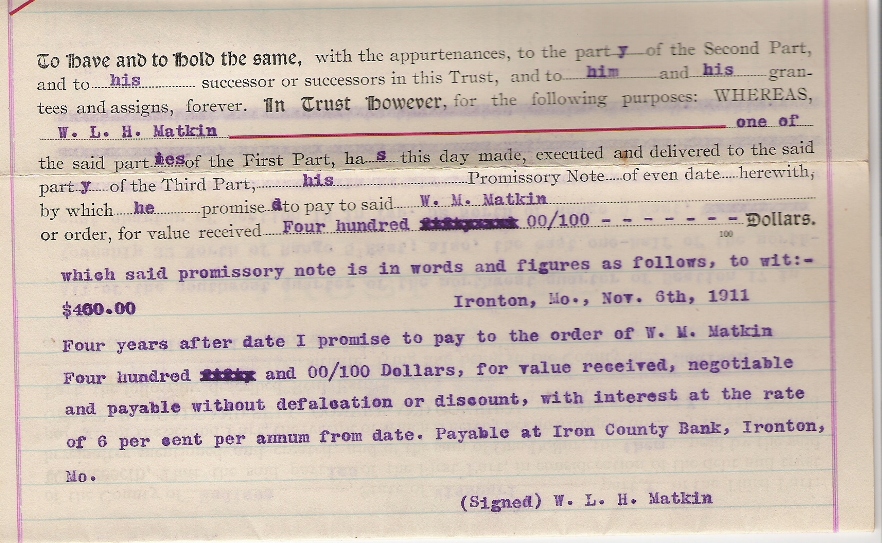 To Have and to Hold the same, with the appurtenances, to the party of the Second Part,
and to his successor or successors in this Trust, and to him and his gran-
tees and assigns, forever. In Trust However, for the following purposes: WHEREAS,
W. L. H. Matkin one of
the said parties of the First Part, has this day made, executed and delivered to the said
party of the Third Part, his Promissory Note of even date herewith,
by which he promised to pay to said W. M. Matkin
or order, for value received Four hundred 00/100 - - - - - - - Dollars.
100
which said promissory note is in words and figures as follows, to wit:-
$400.00 Ironton, Mo., Nov. 6th, 1911
Four years after date I promise to pay to the order of W. M. Matkin
Four hundred and 00/100 Dollars, for value received, negotiable
and payable without defalcation or discount, with interest at the rate
of 6 per cent per annum from date. Payable at Iron County Bank, Ironton,
Mo.
(Signed) W. L. H. Matkin